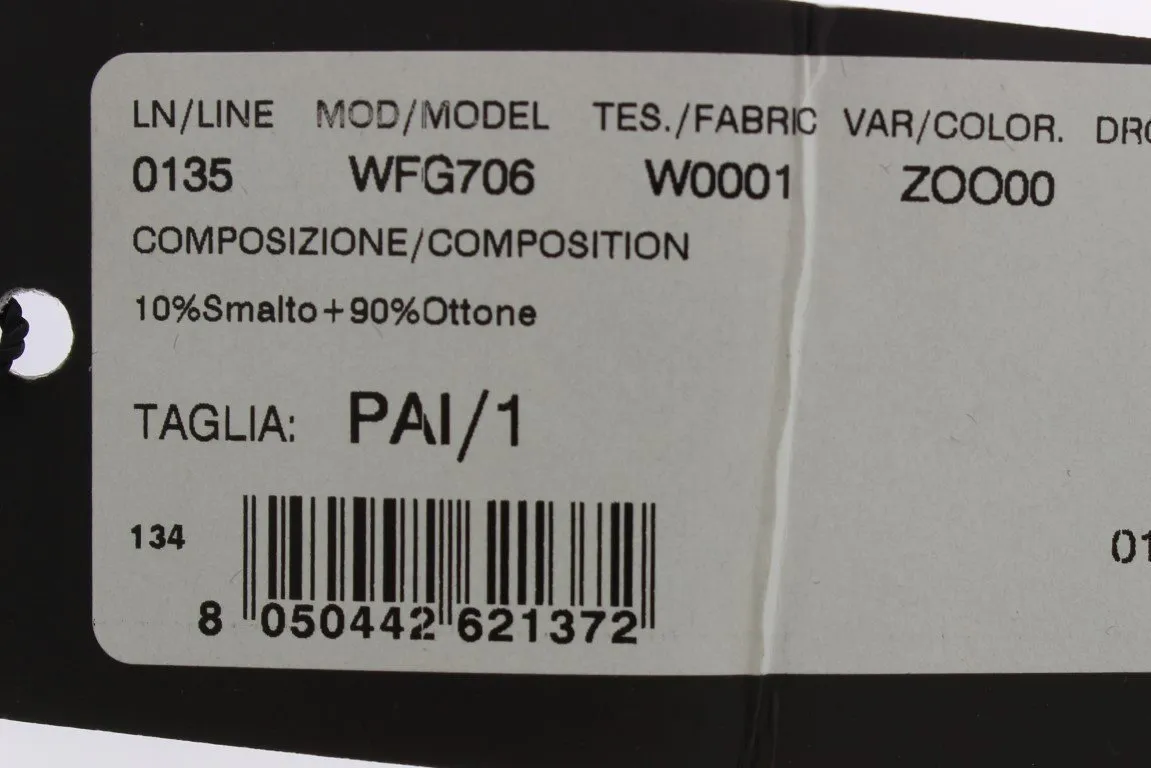 LN/LINE MOD/MODEL TES./FABRIC VAR/COLOR.
0135 WFG706 W0001 ZOO00
COMPOSIZIONE/COMPOSITION
10%Smalto+90%Ottone
TAGLIA: PAI/1
134
8 050442 621372